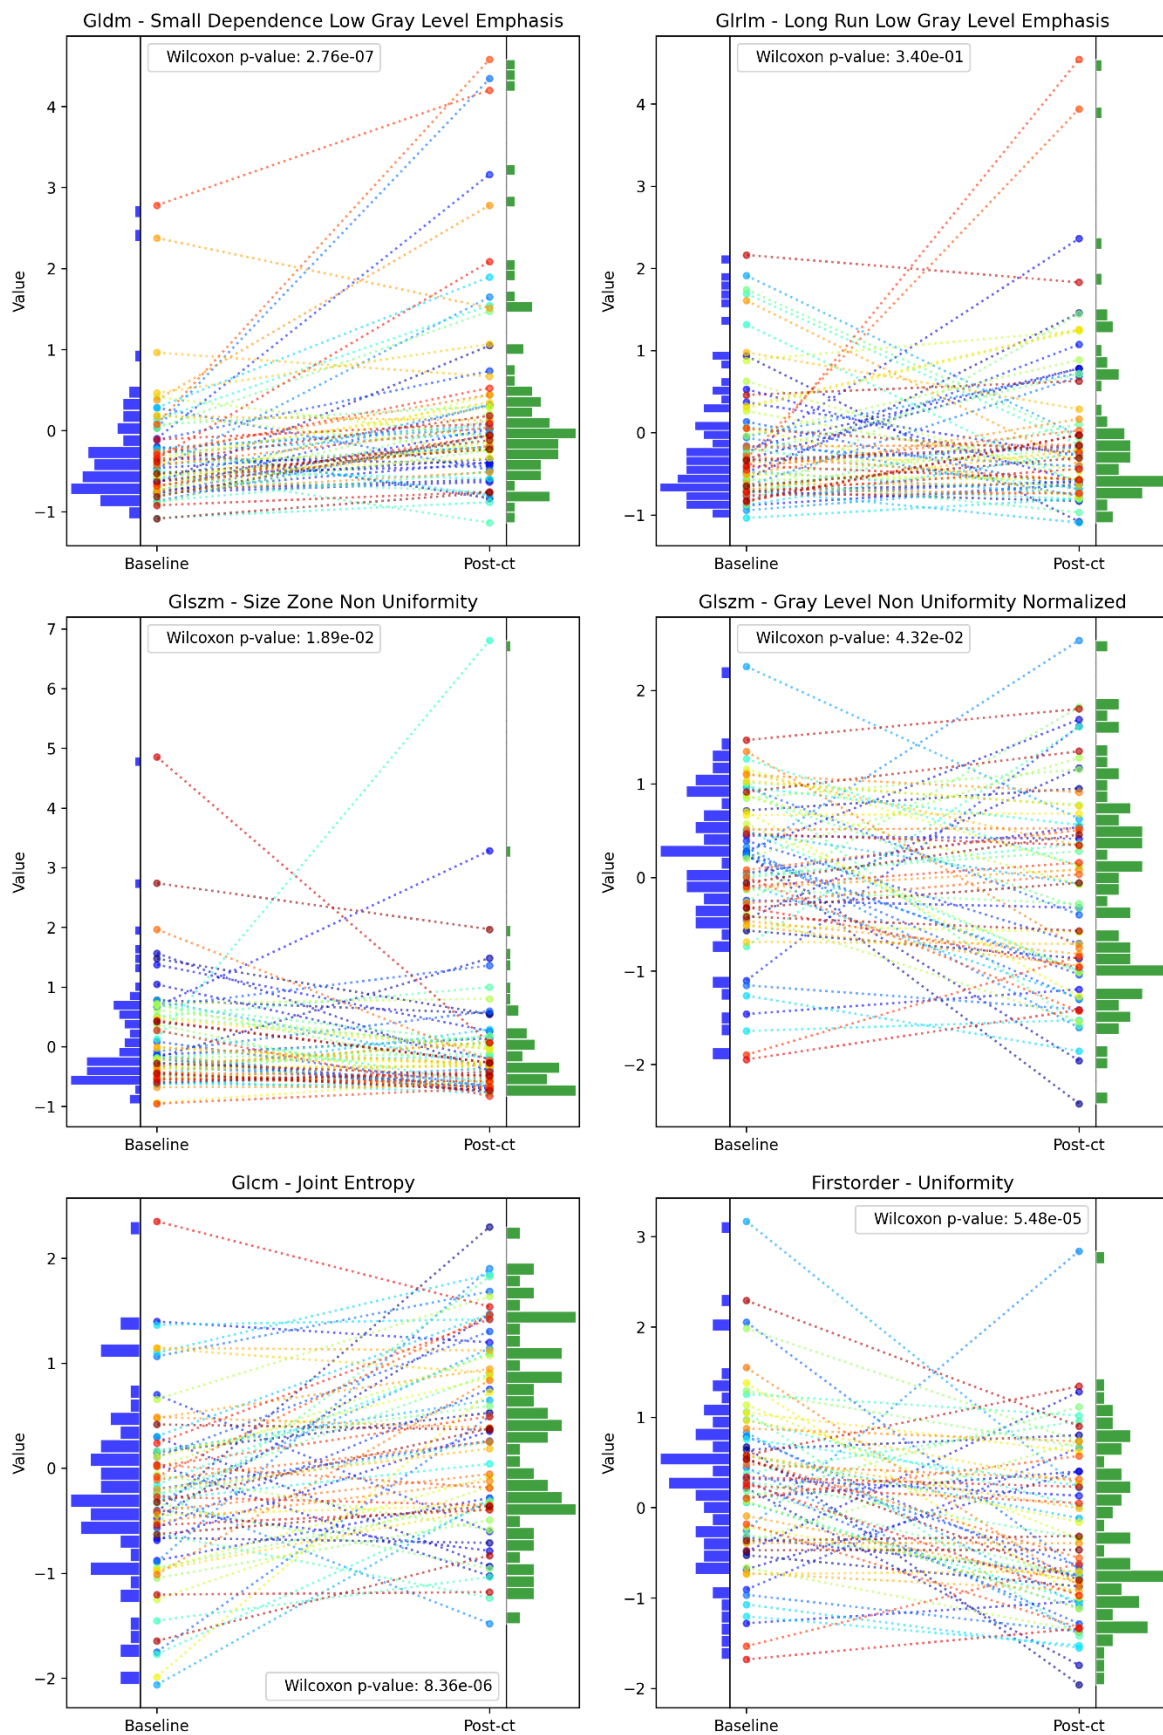 Gldm - Small Dependence Low Gray Level Emphasis
Wilcoxon p-value: 2.76e-07
Value
4
3
2
1
0
−1
Baseline
Post-ct
Glrlm - Long Run Low Gray Level Emphasis
Wilcoxon p-value: 3.40e-01
Value
4
3
2
1
0
−1
Baseline
Post-ct
Glszm - Size Zone Non Uniformity
Wilcoxon p-value: 1.89e-02
Value
7
6
5
4
3
2
1
0
−1
Baseline
Post-ct
Glszm - Gray Level Non Uniformity Normalized
Wilcoxon p-value: 4.32e-02
Value
2
1
0
−1
−2
Baseline
Post-ct
Glcm - Joint Entropy
Value
2
1
0
−1
−2
Wilcoxon p-value: 8.36e-06
Baseline
Post-ct
Firstorder - Uniformity
Wilcoxon p-value: 5.48e-05
Value
3
2
1
0
−1
−2
Baseline
Post-ct